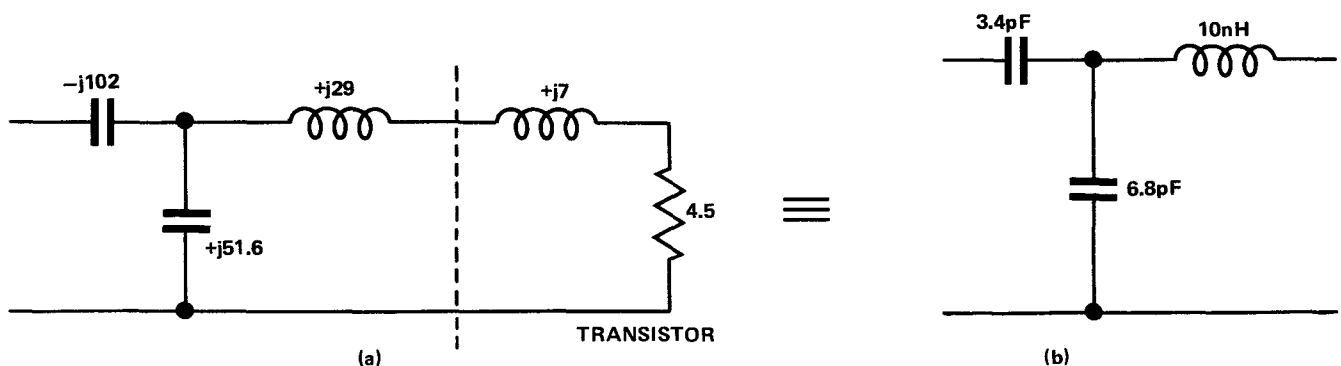 −j102
+j29
+j7
+j51.6
4.5
TRANSISTOR
(a)
3.4pF
10nH
6.8pF
(b)